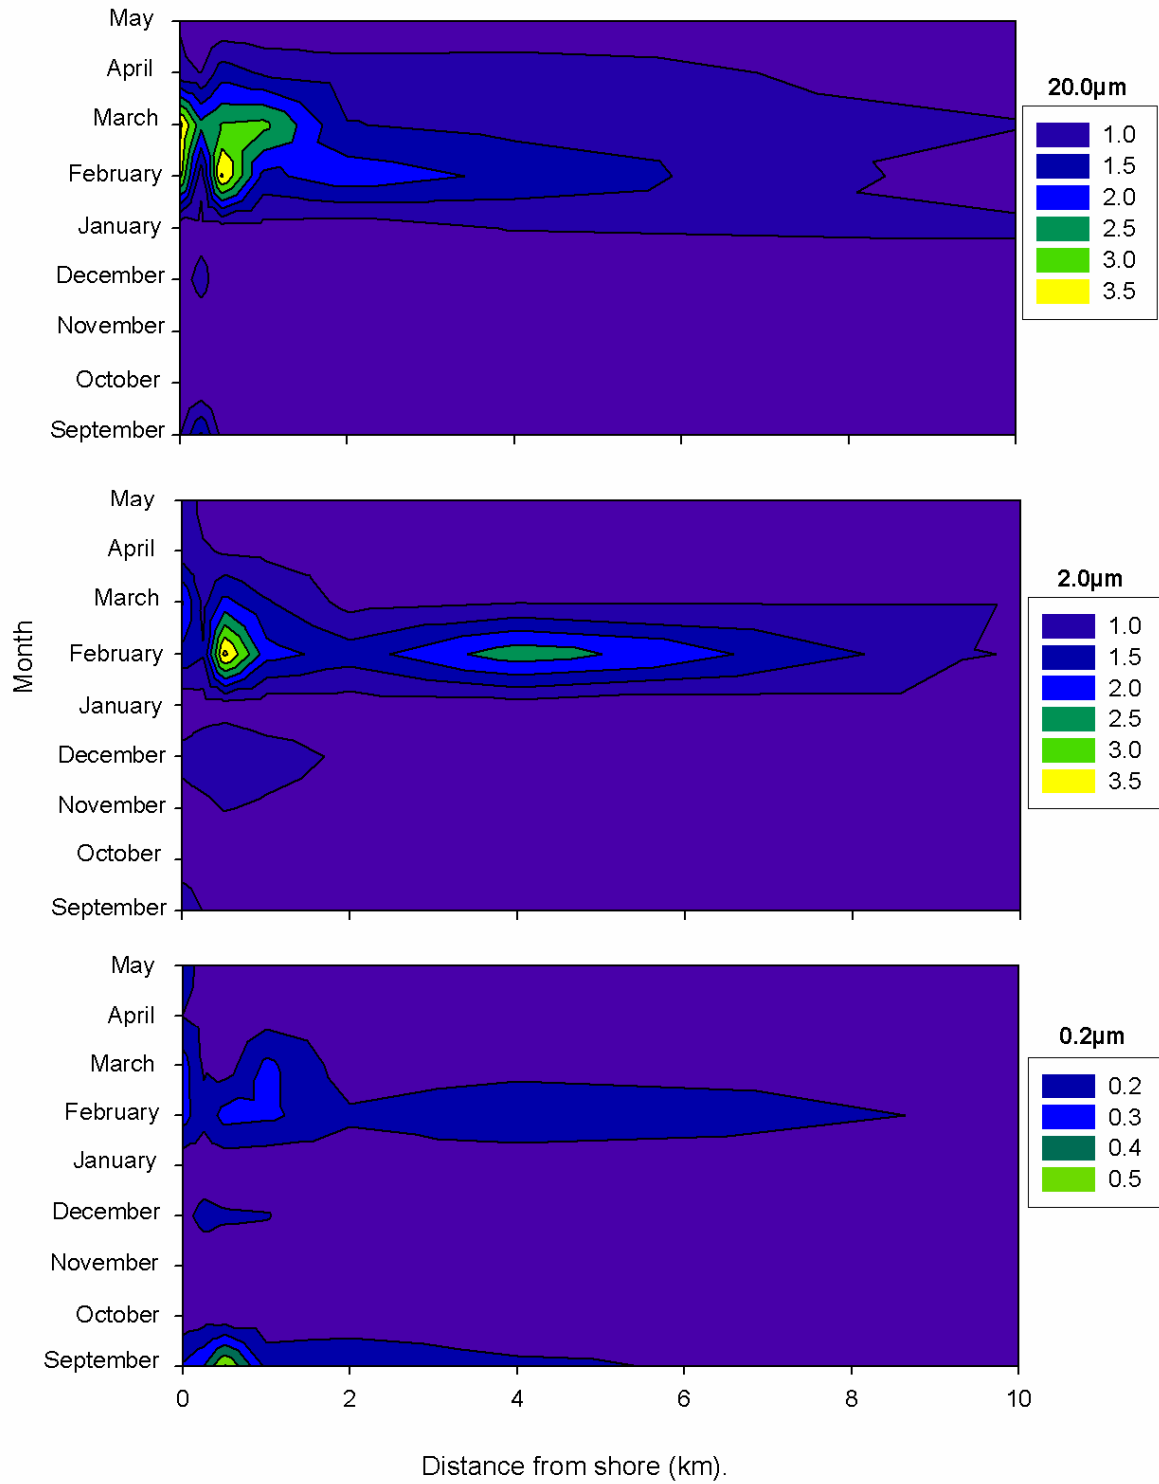 May
April
March
February
January
December
November
October
September
20.0µm
1.0
1.5
2.0
2.5
3.0
3.5
Month
May
April
March
February
January
December
November
October
September
2.0µm
1.0
1.5
2.0
2.5
3.0
3.5
May
April
March
February
January
December
November
October
September
0.2µm
0.2
0.3
0.4
0.5
0 2 4 6 8 10
Distance from shore (km).